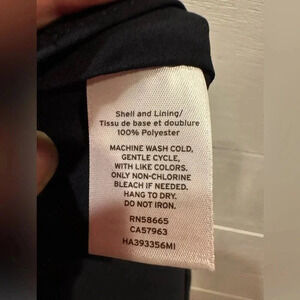 Shell and Lining/
Tissu de base et doublure
100% Polyester
MACHINE WASH COLD,
GENTLE CYCLE,
WITH LIKE COLORS.
ONLY NON-CHLORINE
BLEACH IF NEEDED.
HANG TO DRY.
DO NOT IRON.
RN58665
CA57963
HA393356MI